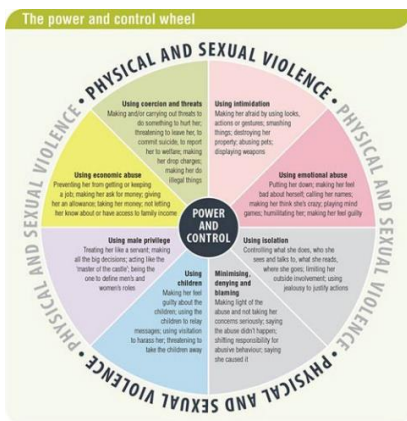 The power and control wheel
PHYSICAL AND SEXUAL VIOLENCE •
PHYSICAL AND SEXUAL VIOLENCE •
PHYSICAL AND SEXUAL VIOLENCE •
PHYSICAL AND SEXUAL VIOLENCE •
Using coercion and threats
Making and/or carrying out threats to
do something to hurt her;
threatening to leave her, to
commit suicide, to report
her to welfare; making
her drop charges;
making her do
illegal things
Using intimidation
Making her afraid by using looks,
actions or gestures; smashing
things; destroying her
property; abusing pets;
displaying weapons
Using economic abuse
Preventing her from getting or keeping
a job; making her ask for money; giving
her an allowance; taking her money; not letting
her know about or have access to family income
Using emotional abuse
Putting her down; making her feel
bad about herself; calling her names;
making her think she's crazy; playing mind
games; humiliating her; making her feel guilty
POWER
AND
CONTROL
Using male privilege
Treating her like a servant; making
all the big decisions; acting like the
'master of the castle'; being the
one to define men's and
women's roles
Using isolation
Controlling what she does, who she
sees and talks to, what she reads,
where she goes; limiting her
outside involvement; using
jealousy to justify actions
Using
children
Making her feel
guilty about the
children; using the
children to relay
messages; using visitation
to harass her; threatening to
take the children away
Minimising,
denying and
blaming
Making light of the
abuse and not taking her
concerns seriously; saying
the abuse didn't happen;
shifting responsibility for
abusive behaviour; saying
she caused it